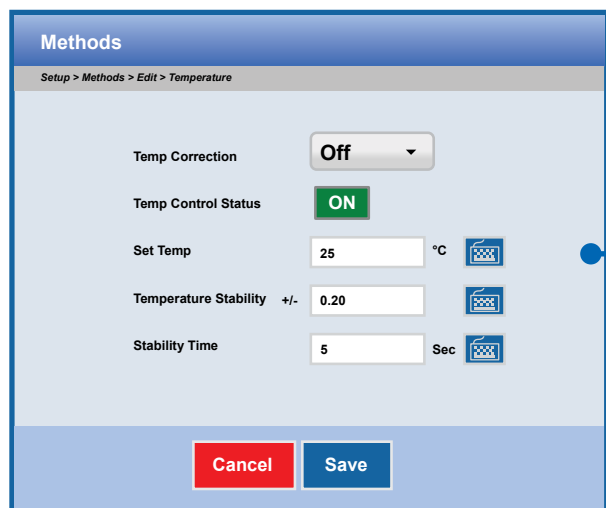 Methods
Setup > Methods > Edit > Temperature
Temp Correction Off
Temp Control Status ON
Set Temp 25 °C
Temperature Stability +/- 0.20
Stability Time 5 Sec
Cancel Save